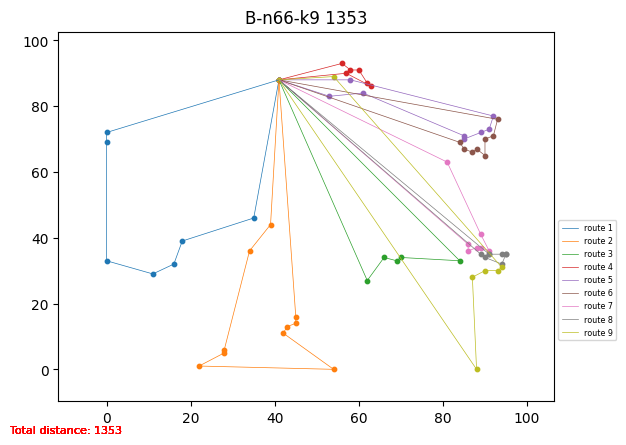 B-n66-k9 1353
100
80
60
40
20
0
0 20 40 60 80 100
route 1
route 2
route 3
route 4
route 5
route 6
route 7
route 8
route 9
Total distance: 1353